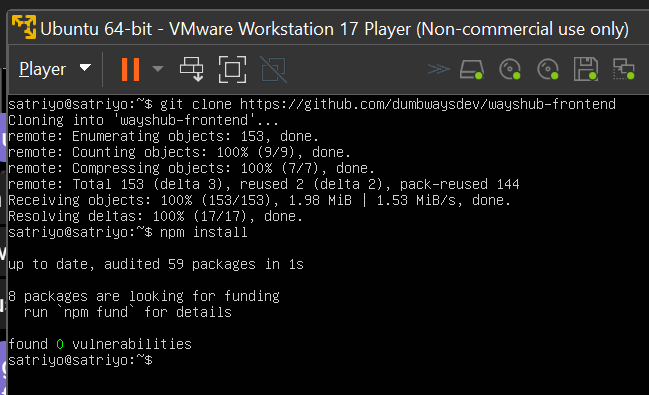 Ubuntu 64-bit - VMware Workstation 17 Player (Non-commercial use only)
Player
satriyo@satriyo:~$ git clone https://github.com/dumbwaysdev/wayshub-frontend
Cloning into 'wayshub-frontend'...
remote: Enumerating objects: 153, done.
remote: Counting objects: 100% (9/9), done.
remote: Compressing objects: 100% (7/7), done.
remote: Total 153 (delta 3), reused 2 (delta 2), pack-reused 144
Receiving objects: 100% (153/153), 1.98 MiB | 1.53 MiB/s, done.
Resolving deltas: 100% (17/17), done.
satriyo@satriyo:~$ npm install
up to date, audited 59 packages in 1s
8 packages are looking for funding
  run `npm fund` for details
found 0 vulnerabilities
satriyo@satriyo:~$